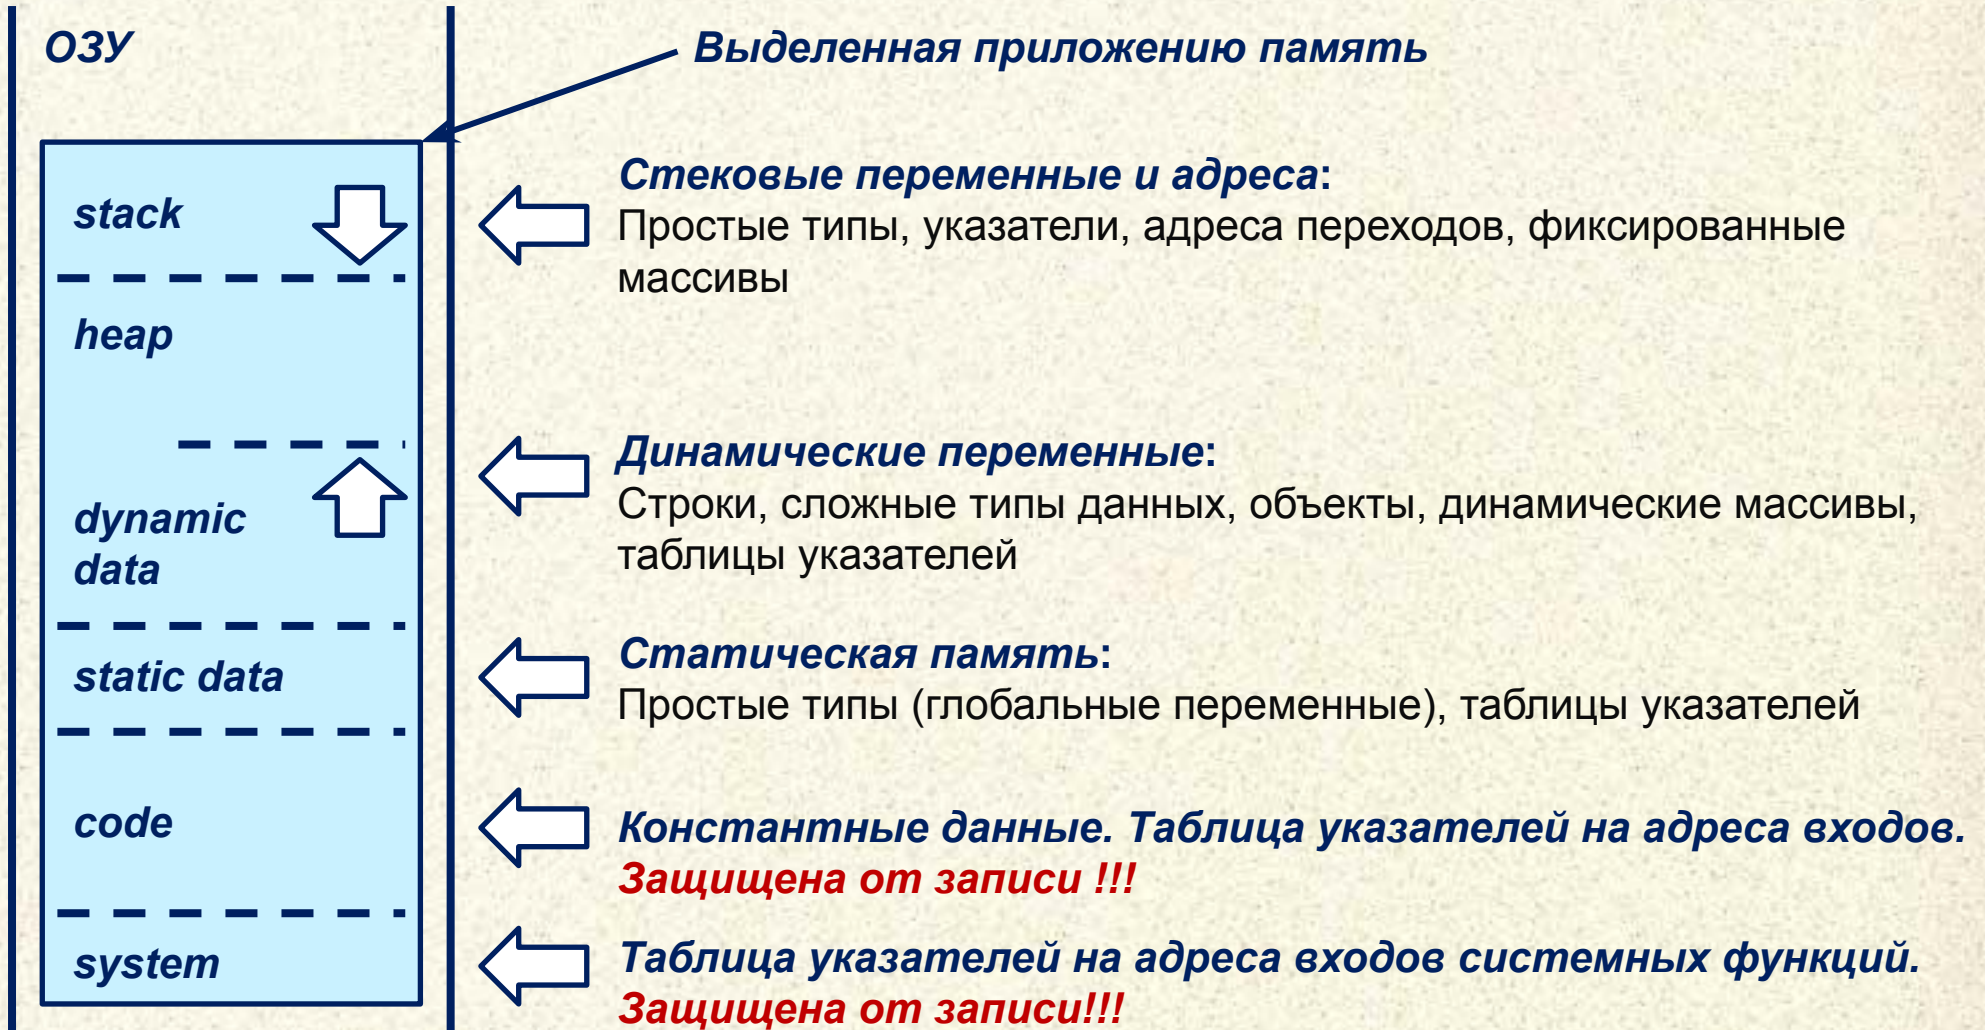 ОЗУ
Выделенная приложению память
stack
Стековые переменные и адреса:
Простые типы, указатели, адреса переходов, фиксированные
массивы
heap
dynamic
data
Динамические переменные:
Строки, сложные типы данных, объекты, динамические массивы,
таблицы указателей
static data
Статическая память:
Простые типы (глобальные переменные), таблицы указателей
code
Константные данные. Таблица указателей на адреса входов.
Защищена от записи !!!
system
Таблица указателей на адреса входов системных функций.
Защищена от записи!!!